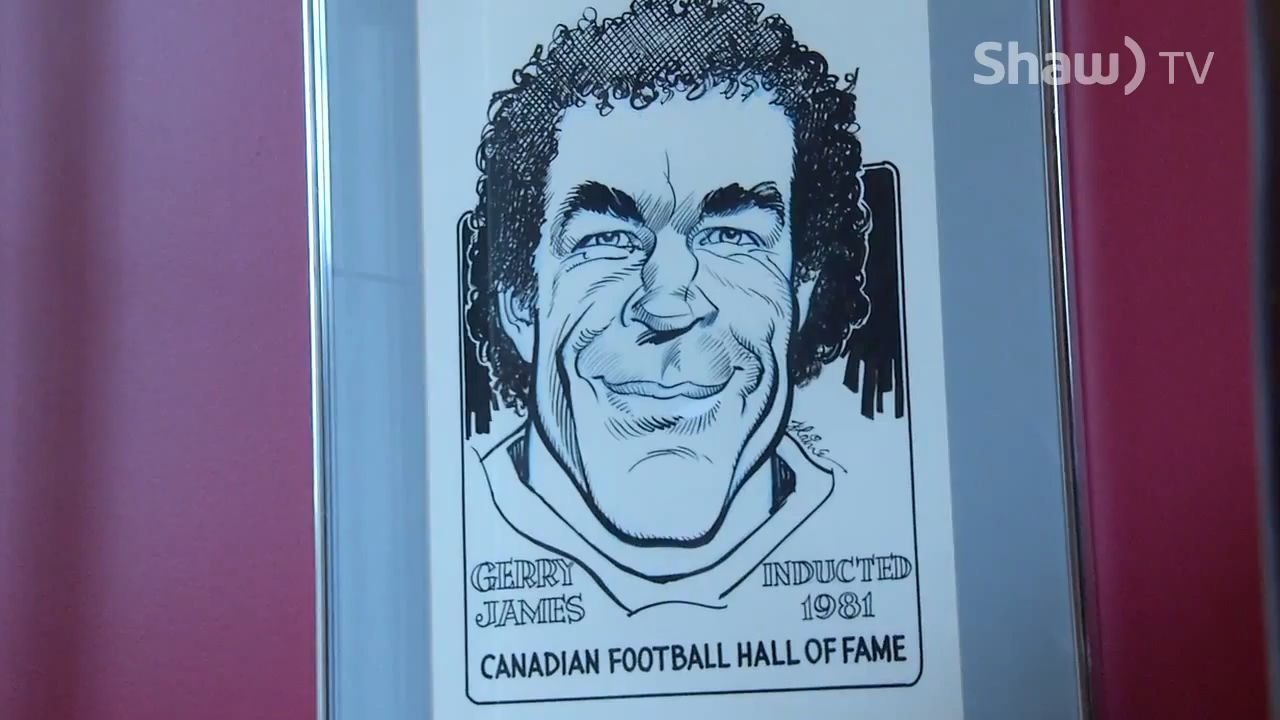 Shaw) TV
GERRY
JAMES
INDUCTED
1981
CANADIAN FOOTBALL HALL OF FAME